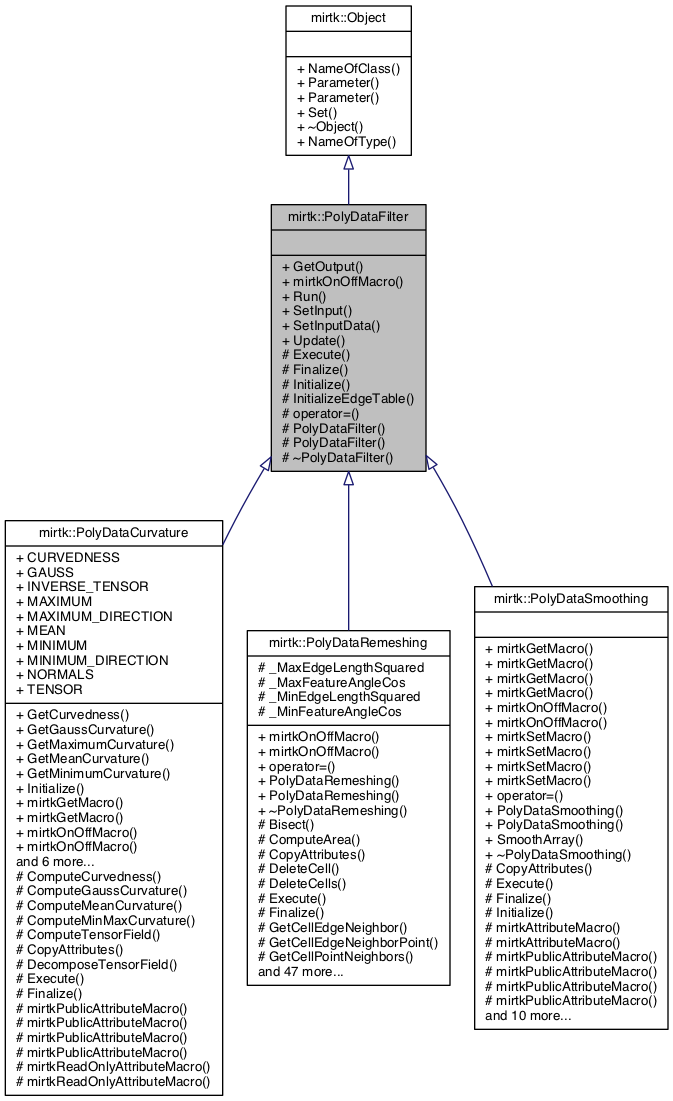 mirtk::Object
+ NameOfClass()
+ Parameter()
+ Parameter()
+ Set()
+ ~Object()
+ NameOfType()
mirtk::PolyDataFilter
+ GetOutput()
+ mirtkOnOffMacro()
+ Run()
+ SetInput()
+ SetInputData()
+ Update()
# Execute()
# Finalize()
# Initialize()
# InitializeEdgeTable()
# operator=()
# PolyDataFilter()
# PolyDataFilter()
# ~PolyDataFilter()
mirtk::PolyDataCurvature
+ CURVEDNESS
+ GAUSS
+ INVERSE_TENSOR
+ MAXIMUM
+ MAXIMUM_DIRECTION
+ MEAN
+ MINIMUM
+ MINIMUM_DIRECTION
+ NORMALS
+ TENSOR
+ GetCurvedness()
+ GetGaussCurvature()
+ GetMaximumCurvature()
+ GetMeanCurvature()
+ GetMinimumCurvature()
+ Initialize()
+ mirtkGetMacro()
+ mirtkGetMacro()
+ mirtkOnOffMacro()
+ mirtkOnOffMacro()
and 6 more...
# ComputeCurvedness()
# ComputeGaussCurvature()
# ComputeMeanCurvature()
# ComputeMinMaxCurvature()
# ComputeTensorField()
# CopyAttributes()
# DecomposeTensorField()
# Execute()
# Finalize()
# mirtkPublicAttributeMacro()
# mirtkPublicAttributeMacro()
# mirtkPublicAttributeMacro()
# mirtkPublicAttributeMacro()
# mirtkReadOnlyAttributeMacro()
# mirtkReadOnlyAttributeMacro()
mirtk::PolyDataRemeshing
# _MaxEdgeLengthSquared
# _MaxFeatureAngleCos
# _MinEdgeLengthSquared
# _MinFeatureAngleCos
+ mirtkOnOffMacro()
+ mirtkOnOffMacro()
+ operator=()
+ PolyDataRemeshing()
+ PolyDataRemeshing()
+ ~PolyDataRemeshing()
# Bisect()
# ComputeArea()
# CopyAttributes()
# DeleteCell()
# DeleteCells()
# Execute()
# Finalize()
# GetCellEdgeNeighbor()
# GetCellEdgeNeighborPoint()
# GetCellPointNeighbors()
and 47 more...
mirtk::PolyDataSmoothing
+ mirtkGetMacro()
+ mirtkGetMacro()
+ mirtkGetMacro()
+ mirtkGetMacro()
+ mirtkOnOffMacro()
+ mirtkOnOffMacro()
+ mirtkSetMacro()
+ mirtkSetMacro()
+ mirtkSetMacro()
+ mirtkSetMacro()
+ operator=()
+ PolyDataSmoothing()
+ PolyDataSmoothing()
+ SmoothArray()
+ ~PolyDataSmoothing()
# CopyAttributes()
# Execute()
# Finalize()
# Initialize()
# mirtkAttributeMacro()
# mirtkAttributeMacro()
# mirtkPublicAttributeMacro()
# mirtkPublicAttributeMacro()
# mirtkPublicAttributeMacro()
# mirtkPublicAttributeMacro()
and 10 more...